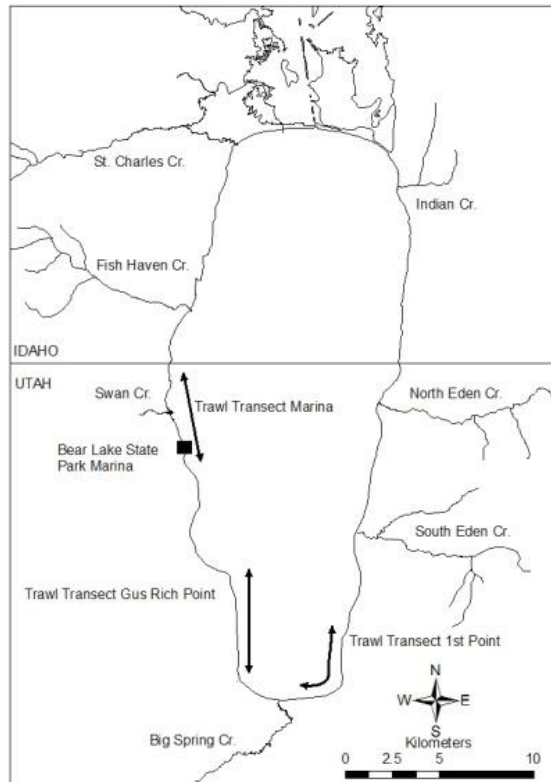 St. Charles Cr.
Indian Cr.
Fish Haven Cr.
IDAHO
UTAH
Swan Cr.
Trawl Transect Marina
North Eden Cr.
Bear Lake State
Park Marina
South Eden Cr.
Trawl Transect Gus Rich Point
Trawl Transect 1st Point
N
W
E
S
Big Spring Cr.
Kilometers
0 2.5 5 10